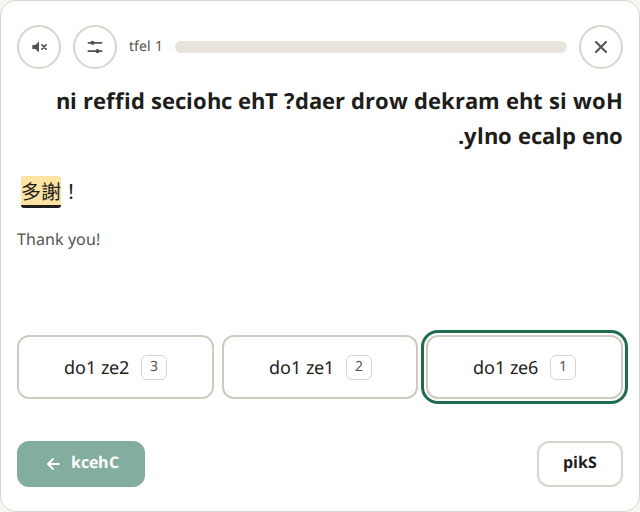 tfel 1
ni reffid seciohc ehT ?daer drow dekram eht si woH
.ylno ecalp eno
多謝！
Thank you!
do1 ze2 3
do1 ze1 2
do1 ze6 1
kcehC
pikS